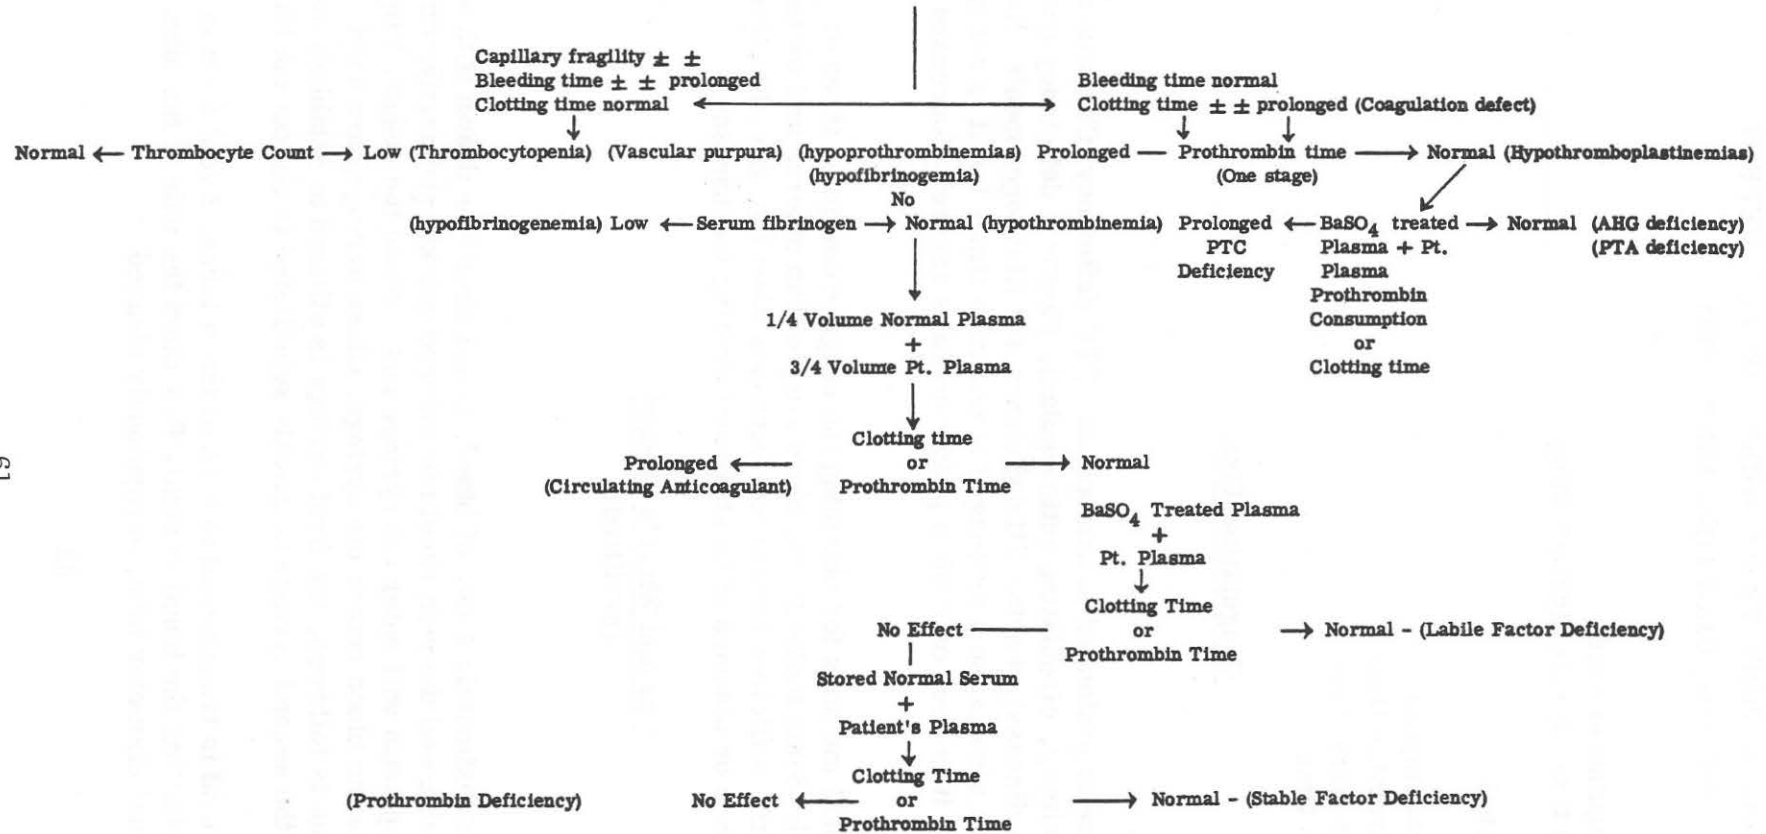 Capillary fragility ± ±
Bleeding time ± ± prolonged
Clotting time normal
Bleeding time normal
Clotting time ± ± prolonged (Coagulation defect)
Normal ← Thrombocyte Count → Low (Thrombocytopenia) (Vascular purpura) (hypoprothrombinemias) Prolonged — Prothrombin time → Normal (Hypothromboplastinemias)
(hypofibrinogemia)
(One stage)
No
(hypofibrinogenemia) Low ← Serum fibrinogen → Normal (hypothrombinemia)
Prolonged ← BaSO4 treated → Normal (AHG deficiency)
PTC
Deficiency
Plasma + Pt.
Plasma
Prothrombin
Consumption
or
Clotting time
(PTA deficiency)
1/4 Volume Normal Plasma
+
3/4 Volume Pt. Plasma
Clotting time
Prolonged ← or → Normal
(Circulating Anticoagulant) Prothrombin Time
BaSO4 Treated Plasma
+
Pt. Plasma
Clotting Time
No Effect — or → Normal - (Labile Factor Deficiency)
Prothrombin Time
Stored Normal Serum
+
Patient's Plasma
Clotting Time
(Prothrombin Deficiency) No Effect ← or → Normal - (Stable Factor Deficiency)
Prothrombin Time